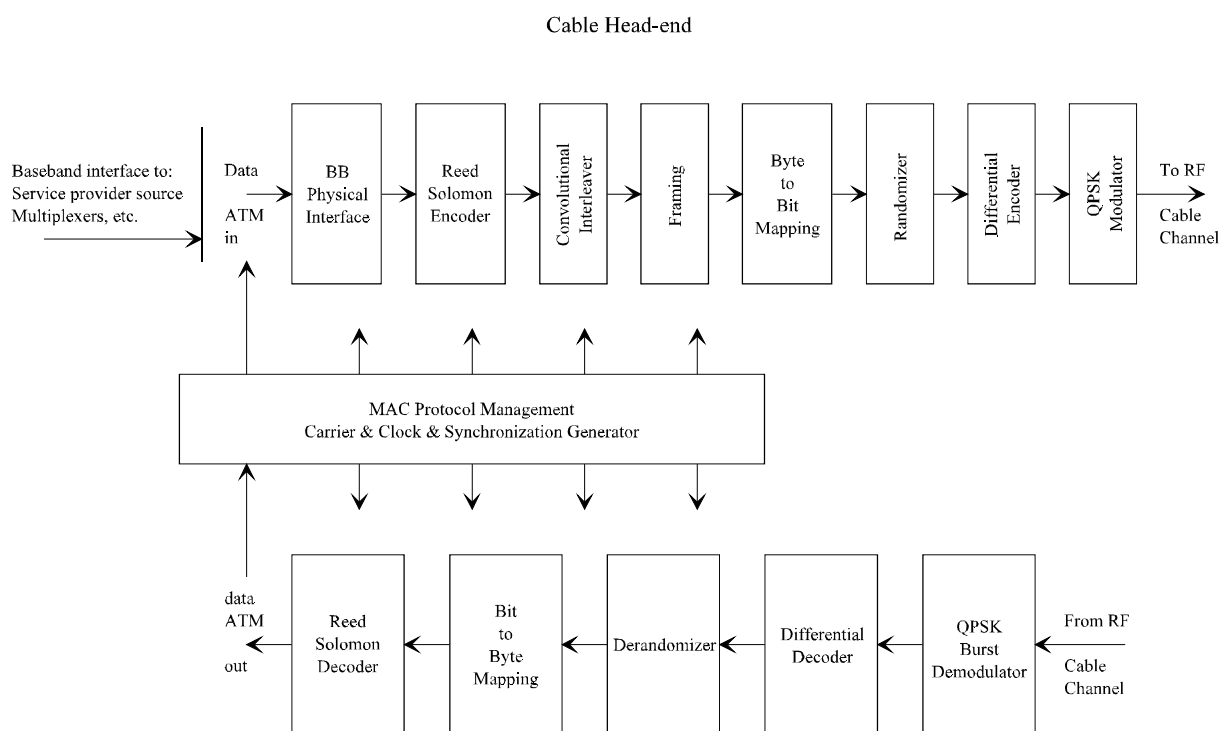 Cable Head-end
Baseband interface to:
Service provider source
Multiplexers, etc.
Data
ATM
in
BB
Physical
Interface
Reed
Solomon
Encoder
Convolutional
Interleaver
Framing
Byte
to
Bit
Mapping
Randomizer
Differential
Encoder
QPSK
Modulator
To RF
Cable
Channel
MAC Protocol Management
Carrier & Clock & Synchronization Generator
data
ATM
out
Reed
Solomon
Decoder
Bit
to
Byte
Mapping
Derandomizer
Differential
Decoder
QPSK
Burst
Demodulator
From RF
Cable
Channel